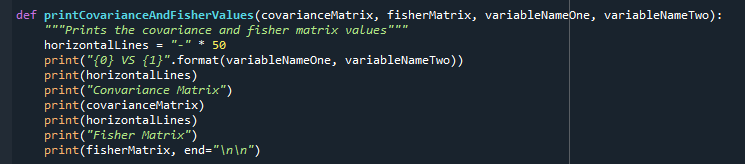 def printCovarianceAndFisherValues(covarianceMatrix, fisherMatrix, variableNameOne, variableNameTwo):
    """Prints the covariance and fisher matrix values"""
    horizontalLines = "-" * 50
    print("{0} VS {1}".format(variableNameOne, variableNameTwo))
    print(horizontalLines)
    print("Convariance Matrix")
    print(covarianceMatrix)
    print(horizontalLines)
    print("Fisher Matrix")
    print(fisherMatrix, end="\n\n")